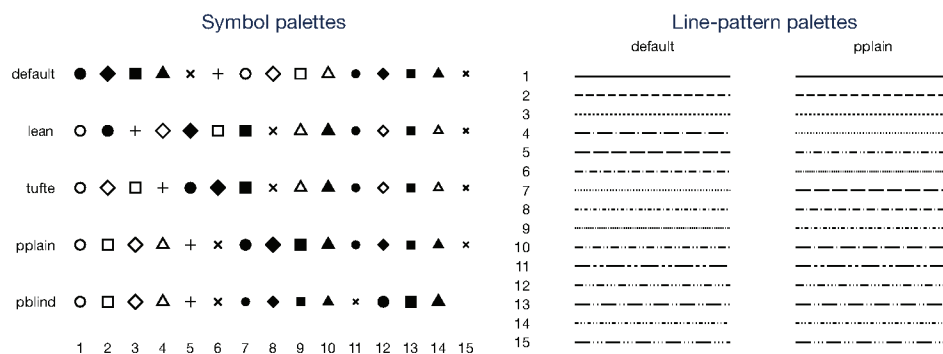 Symbol palettes
default
lean
tufte
pplain
pblind
1 2 3 4 5 6 7 8 9 10 11 12 13 14 15
Line-pattern palettes
default pplain
1
2
3
4
5
6
7
8
9
10
11
12
13
14
15